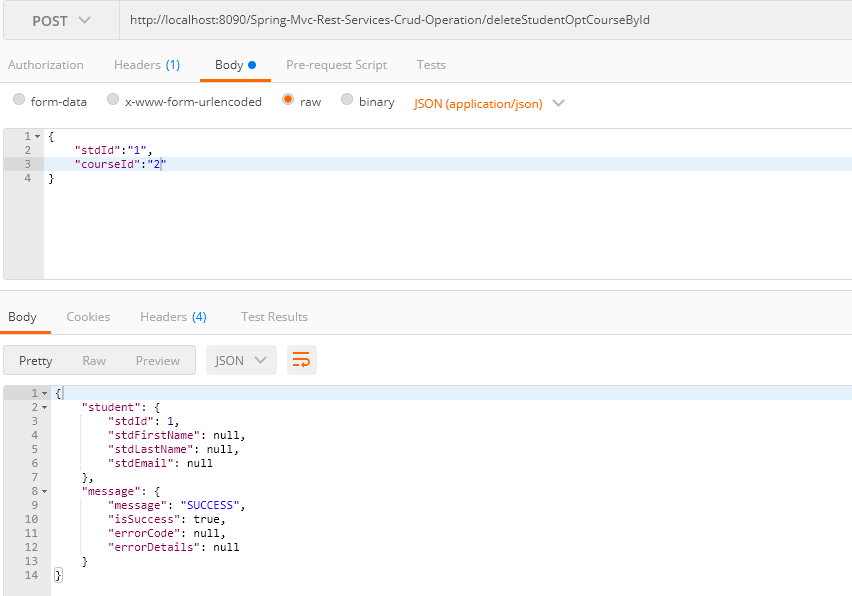 POST http://localhost:8090/Spring-Mvc-Rest-Services-Crud-Operation/deleteStudentOptCourseById
Authorization Headers (1) Body Pre-request Script Tests
form-data x-www-form-urlencoded raw binary JSON (application/json)
1 {
2 "stdId":"1",
3 "courseId":"2"
4 }
Body Cookies Headers (4) Test Results
Pretty Raw Preview JSON
1 {
2 "student": {
3 "stdId": 1,
4 "stdFirstName": null,
5 "stdLastName": null,
6 "stdEmail": null
7 },
8 "message": {
9 "message": "SUCCESS",
10 "isSuccess": true,
11 "errorCode": null,
12 "errorDetails": null
13 }
14 }